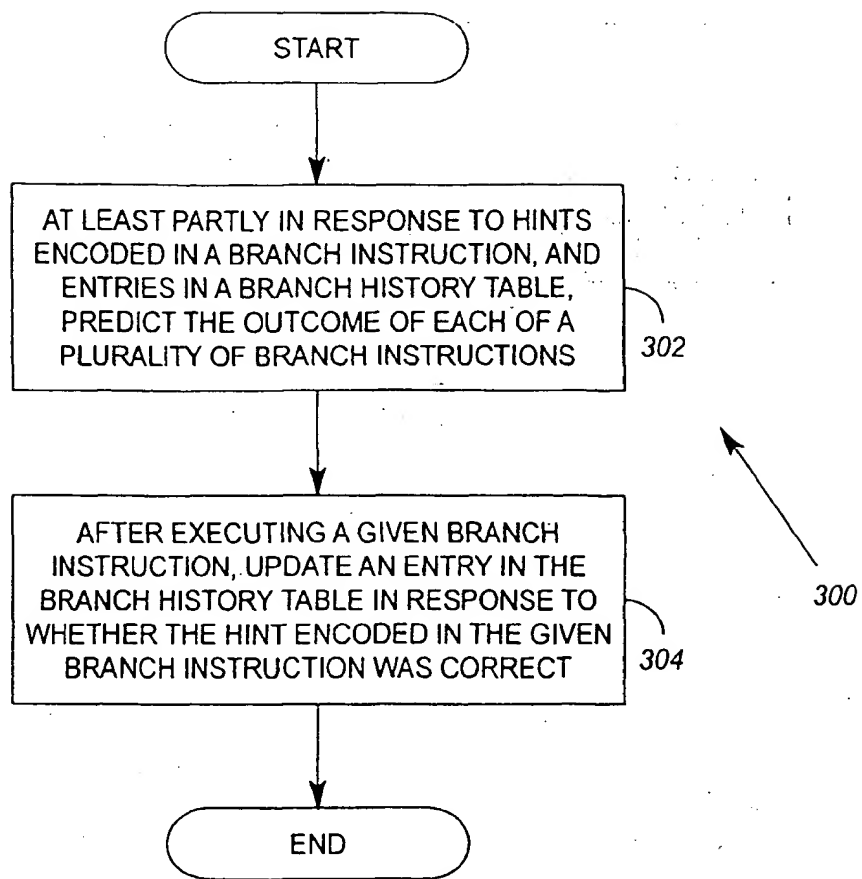 START
AT LEAST PARTLY IN RESPONSE TO HINTS
ENCODED IN A BRANCH INSTRUCTION, AND
ENTRIES IN A BRANCH HISTORY TABLE,
PREDICT THE OUTCOME OF EACH OF A
PLURALITY OF BRANCH INSTRUCTIONS
302
AFTER EXECUTING A GIVEN BRANCH
INSTRUCTION, UPDATE AN ENTRY IN THE
BRANCH HISTORY TABLE IN RESPONSE TO
WHETHER THE HINT ENCODED IN THE GIVEN
BRANCH INSTRUCTION WAS CORRECT
300
304
END